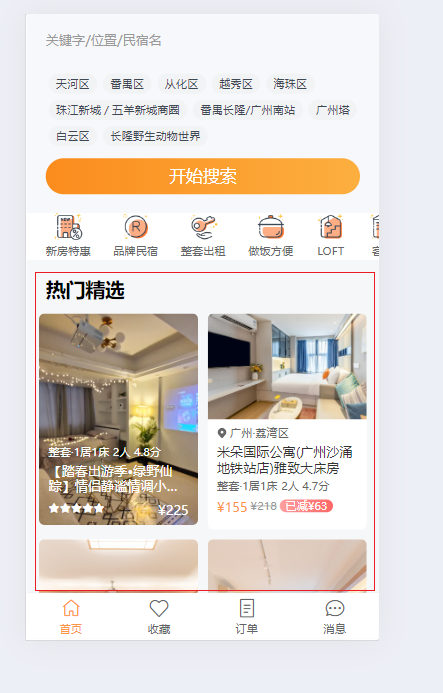 关键字/位置/民宿名
天河区 番禺区 从化区 越秀区 海珠区
珠江新城 / 五羊新城商圈 番禺长隆/广州南站 广州塔
白云区 长隆野生动物世界
开始搜索
新房特惠 品牌民宿 整套出租 做饭方便 LOFT
热门精选
整套·1居1床 2人 4.8分
【踏春出游季•绿野仙
踪】情侣静谧情调小...
¥225
广州·荔湾区
米朵国际公寓(广州沙涌
地铁站店)雅致大床房
整套·1居1床 2人 4.7分
¥155 ¥218 已减¥63
首页 收藏 订单 消息